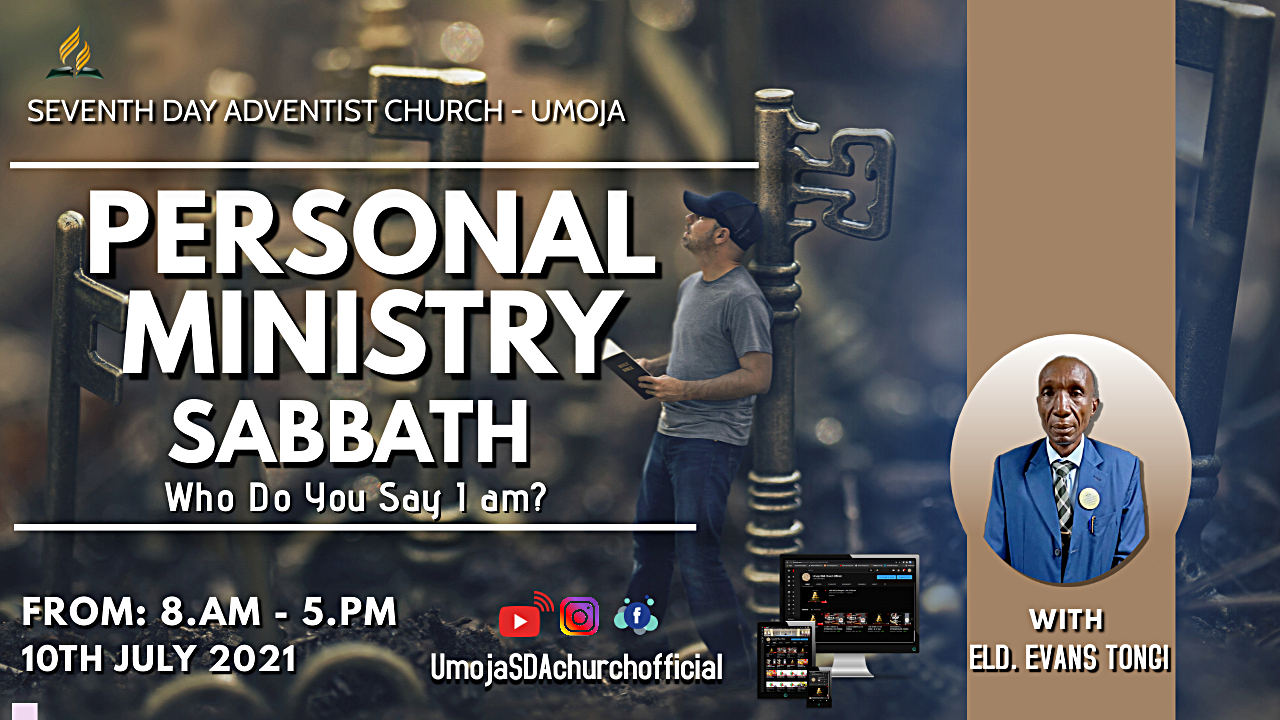 SEVENTH DAY ADVENTIST CHURCH - UMOJA
PERSONAL
MINISTRY
SABBATH
Who Do You Say I am?
FROM: 8.AM - 5.PM
10TH JULY 2021
UmojaSDAchurchofficial
WITH
ELD. EVANS TONGI